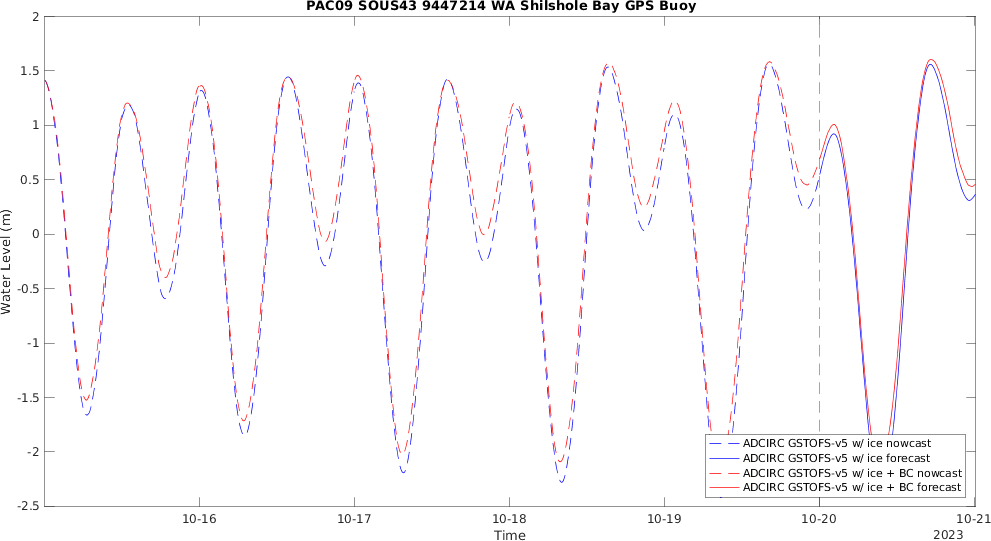 PAC09 SOUS43 9447214 WA Shilshole Bay GPS Buoy
2
1.5
1
0.5
0
-0.5
-1
-1.5
-2
-2.5
Water Level (m)
ADCIRC GSTOFS-v5 w/ ice nowcast
ADCIRC GSTOFS-v5 w/ ice forecast
ADCIRC GSTOFS-v5 w/ ice + BC nowcast
ADCIRC GSTOFS-v5 w/ ice + BC forecast
10-16 10-17 10-18 10-19 10-20 10-21
Time
2023